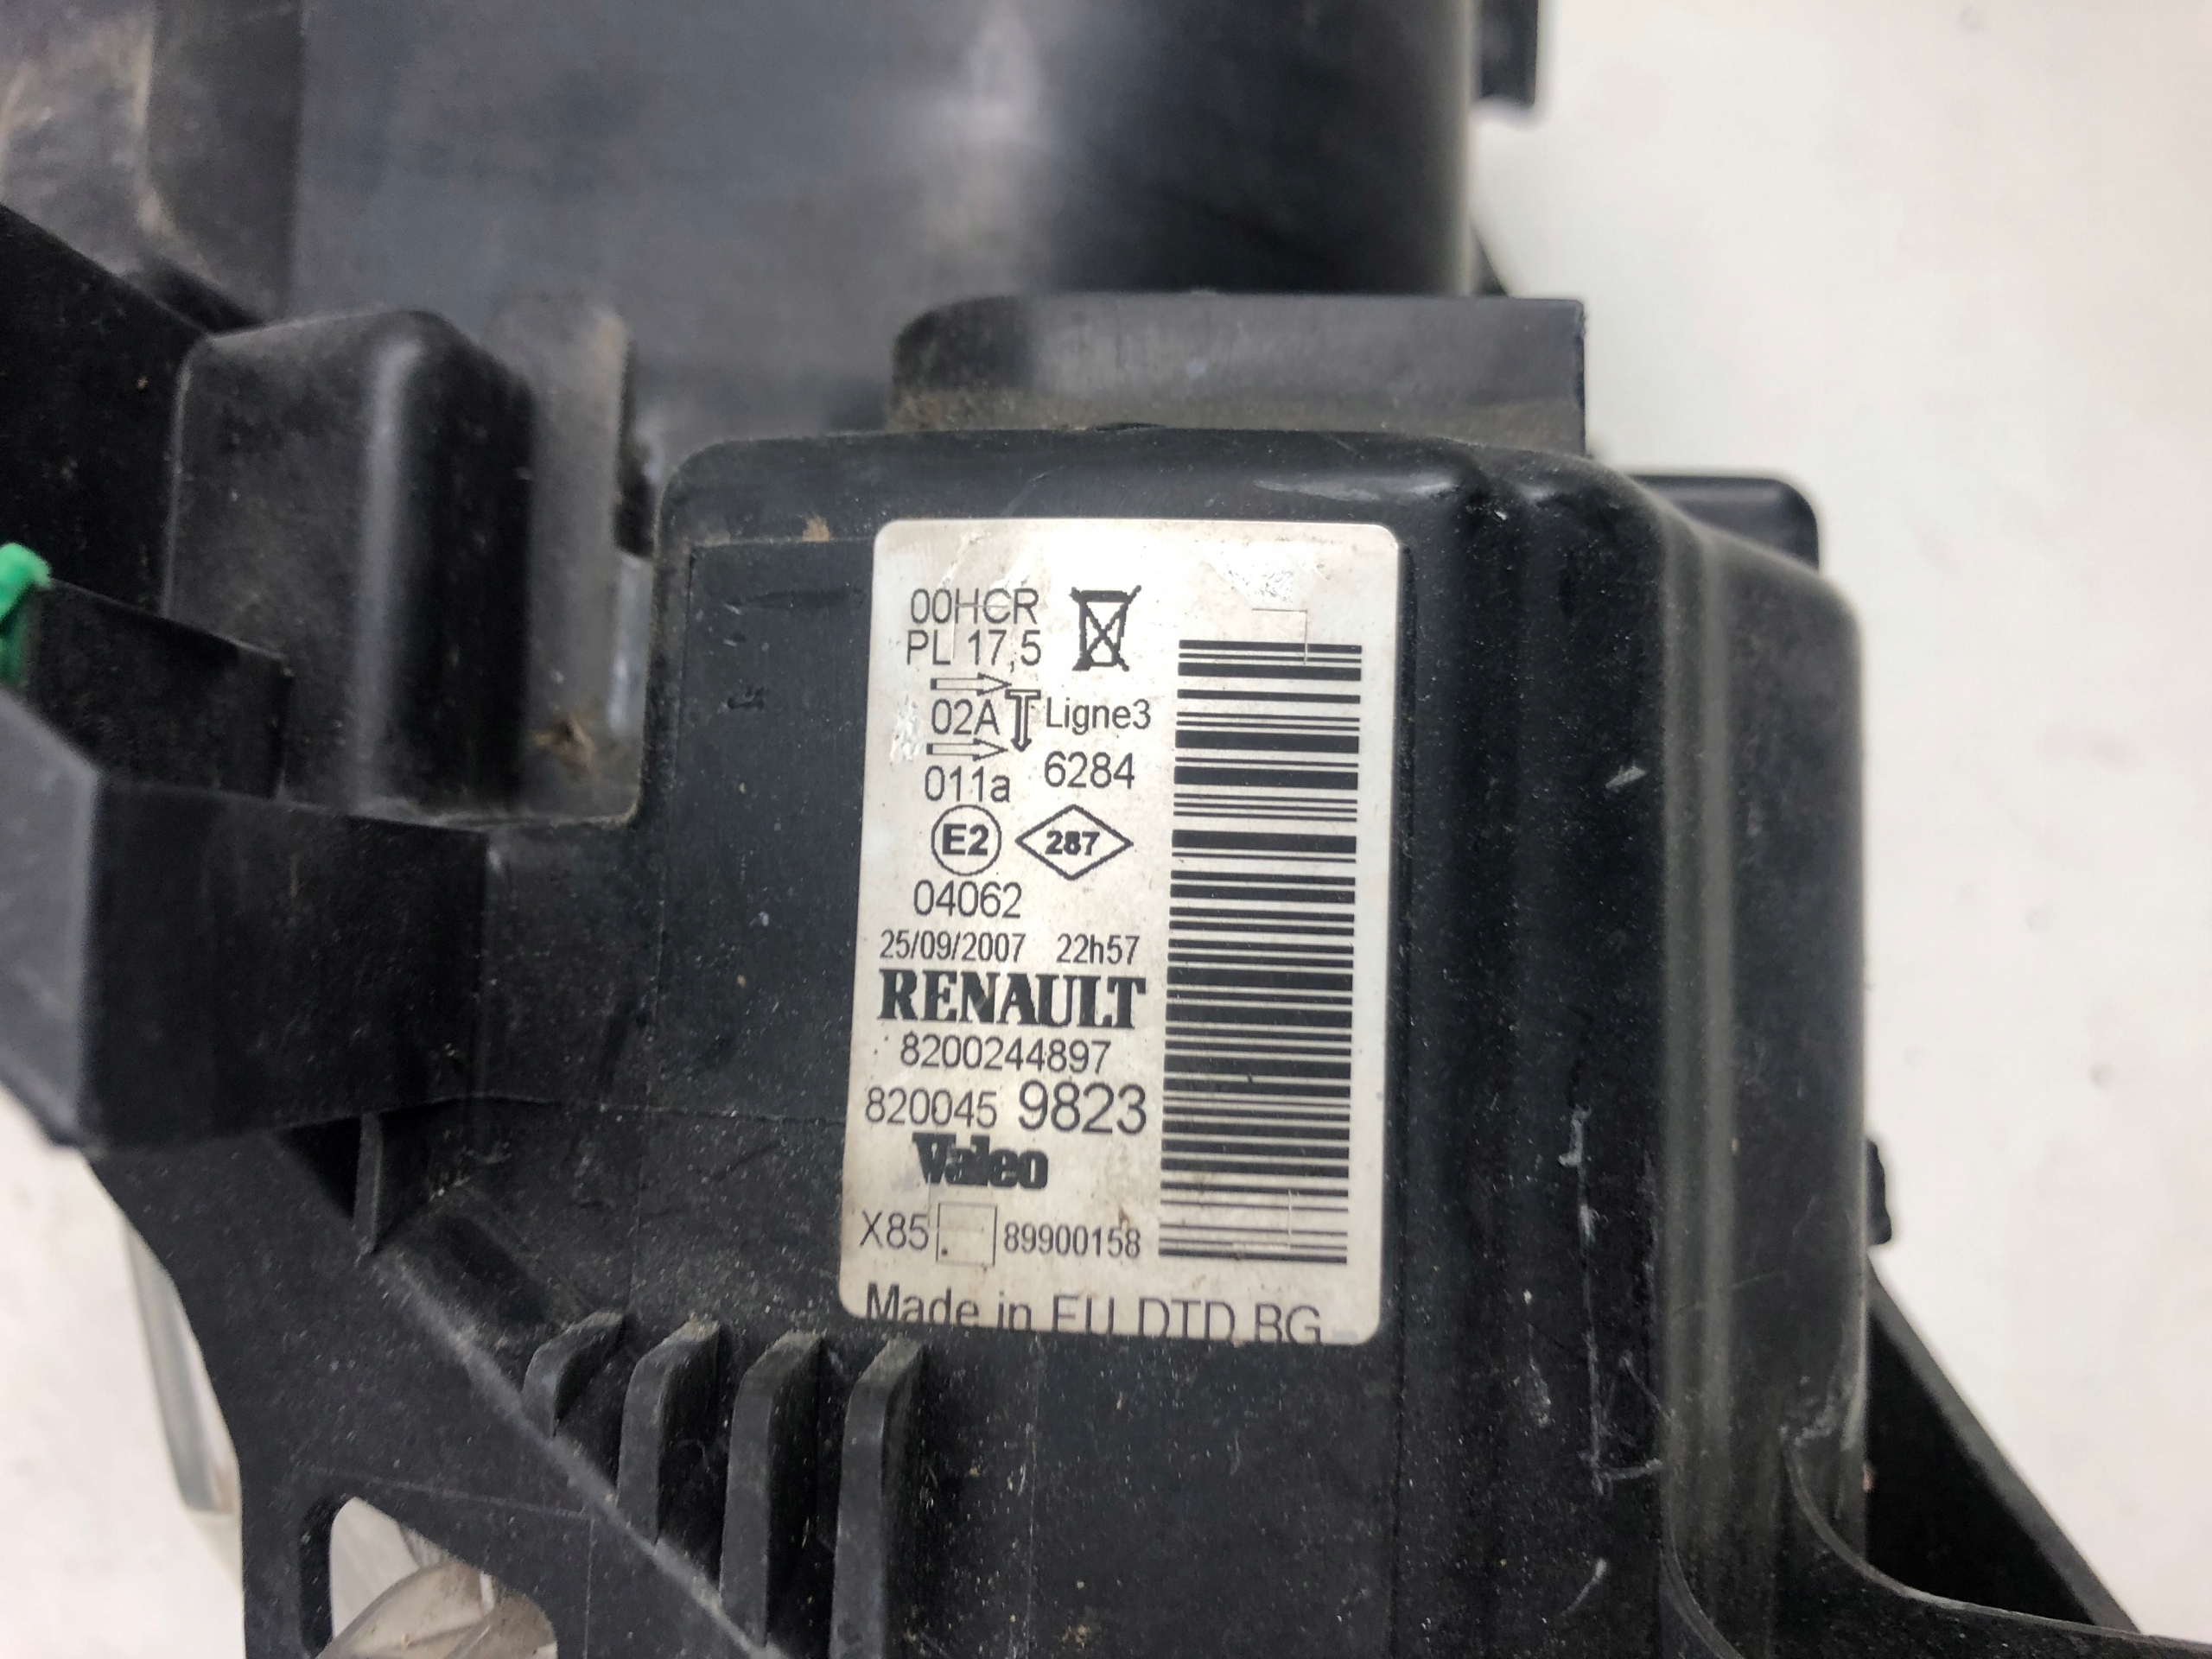 00HCR
PL 17,5
02A Ligne3
011a 6284
E2 287
04062
25/09/2007 22h57
RENAULT
8200244897
820045 9823
Valeo
X85 89900158
Made in EU DTD BG